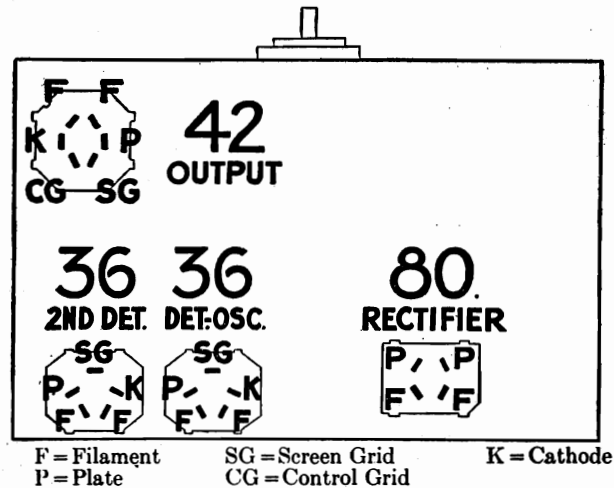 F F
K P 42
OUTPUT
CG SG
36 36 80.
2ND DET. DET-OSC. RECTIFIER
SG SG
P K P K P P
F F F F F F
F = Filament SG = Screen Grid K = Cathode
P = Plate CG = Control Grid